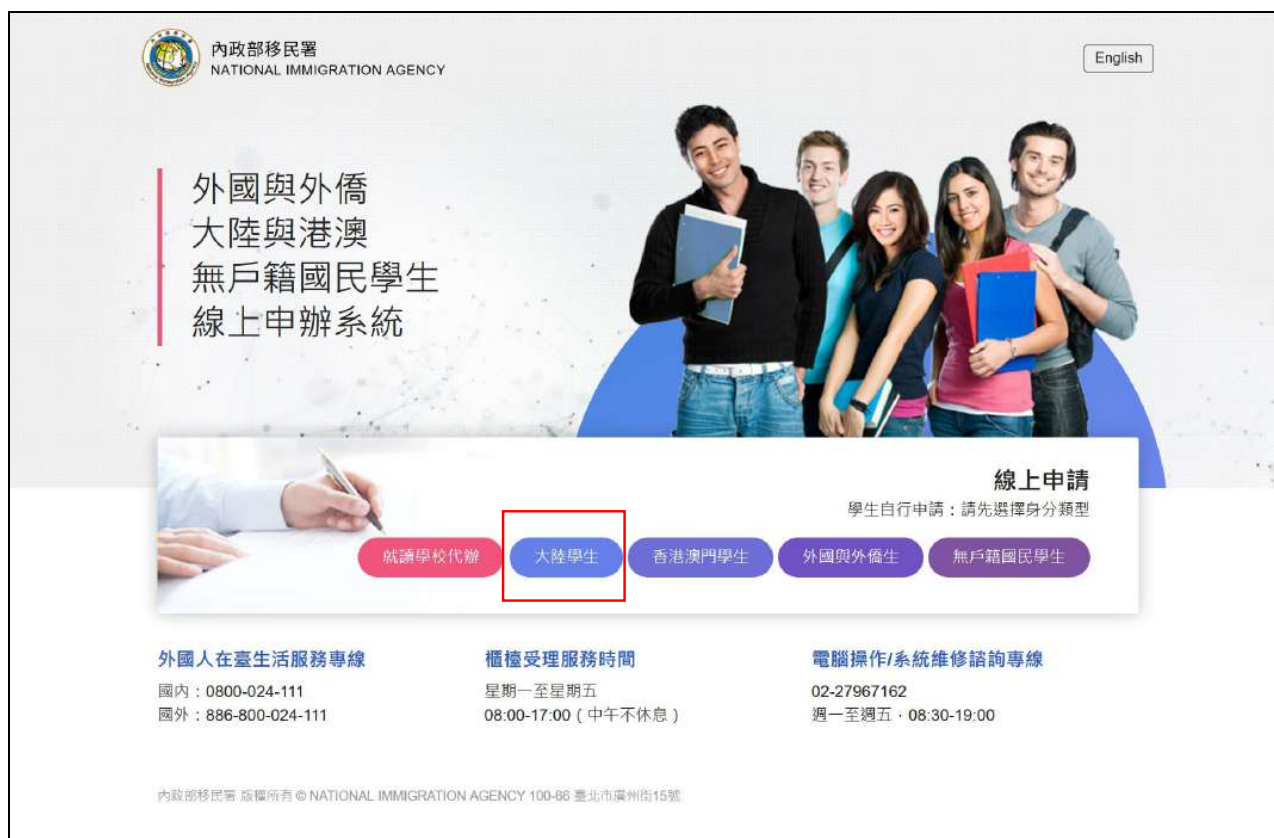 內政部移民署
NATIONAL IMMIGRATION AGENCY
English
外國與外僑
大陸與港澳
無戶籍國民學生
線上申辦系統
線上申請
學生自行申請：請先選擇身分類型
就讀學校代辦
大陸學生
香港澳門學生
外國與外僑生
無戶籍國民學生
外國人在臺生活服務專線
國內：0800-024-111
國外：886-800-024-111
櫃檯受理服務時間
星期一至星期五
08:00-17:00 ( 中午不休息 )
電腦操作/系統維修諮詢專線
02-27967162
週一至週五．08:30-19:00
內政部移民署 版權所有 © NATIONAL IMMIGRATION AGENCY 100-66 臺北市廣州街15號